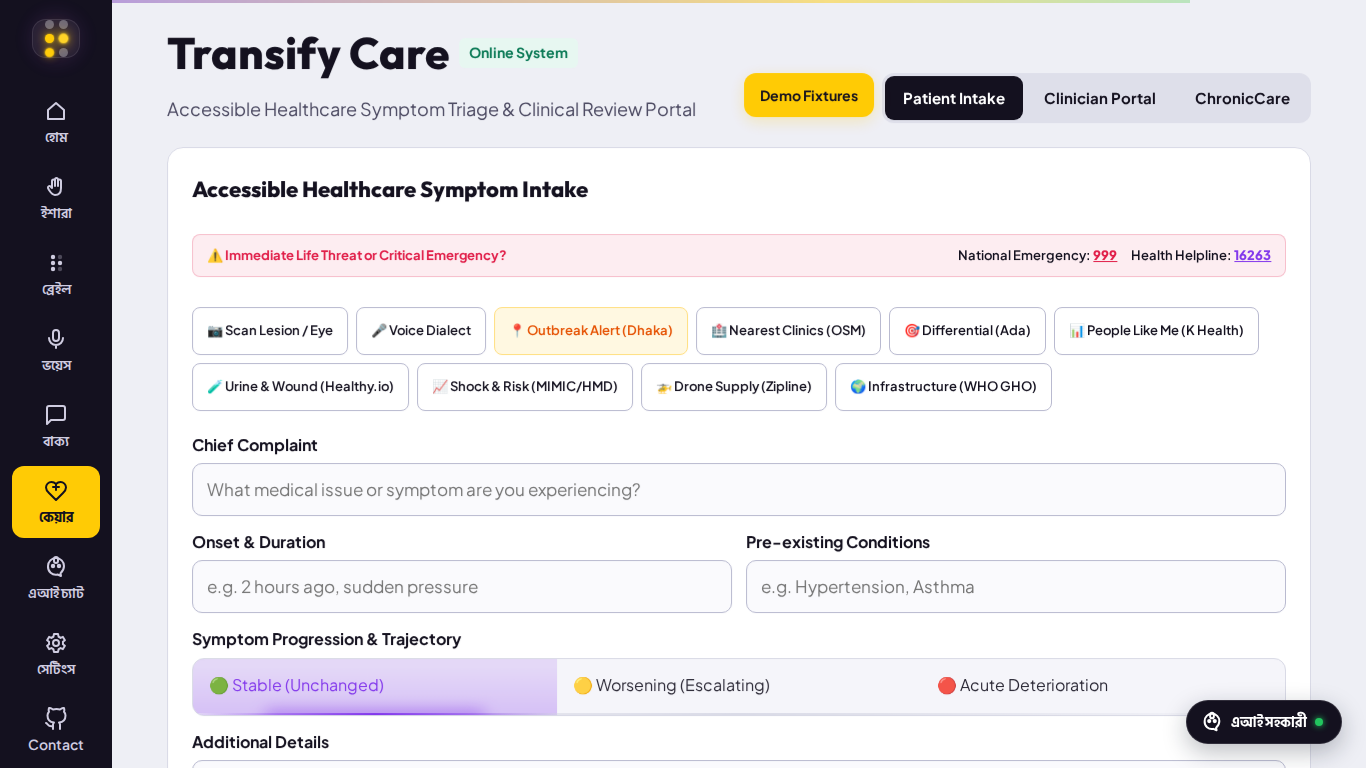 হোম
ইশারা
ব্রেইল
ভয়েস
বাক্য
কেয়ার
এআই চ্যাট
সেটিংস
Contact
Transify Care
Online System
Accessible Healthcare Symptom Triage & Clinical Review Portal
Demo Fixtures
Patient Intake
Clinician Portal
ChronicCare
Accessible Healthcare Symptom Intake
⚠️ Immediate Life Threat or Critical Emergency?
National Emergency: 999 Health Helpline: 16263
📷 Scan Lesion / Eye
🎤 Voice Dialect
📍 Outbreak Alert (Dhaka)
🏥 Nearest Clinics (OSM)
🎯 Differential (Ada)
📊 People Like Me (K Health)
🧪 Urine & Wound (Healthy.io)
📈 Shock & Risk (MIMIC/HMD)
🚁 Drone Supply (Zipline)
🌍 Infrastructure (WHO GHO)
Chief Complaint
What medical issue or symptom are you experiencing?
Onset & Duration
e.g. 2 hours ago, sudden pressure
Pre-existing Conditions
e.g. Hypertension, Asthma
Symptom Progression & Trajectory
🟢 Stable (Unchanged)
🟡 Worsening (Escalating)
🔴 Acute Deterioration
Additional Details
এআই সহকারী